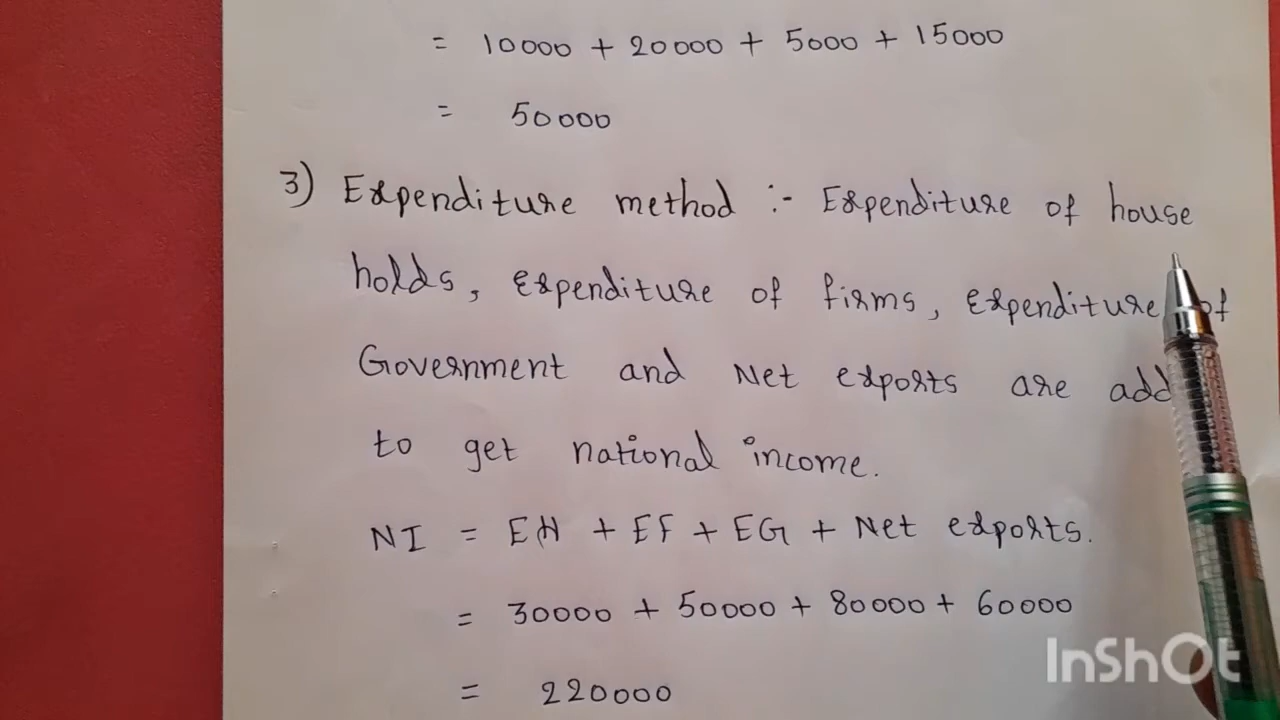 = 10000 + 20000 + 5000 + 15000
= 50000
3) Expenditure method :- Expenditure of house
holds, expenditure of firms, expenditure of
Government and Net exports are add
to get national income.
NI = EH + EF + EG + Net exports.
= 30000 + 50000 + 80000 + 60000
= 220000
InShOt